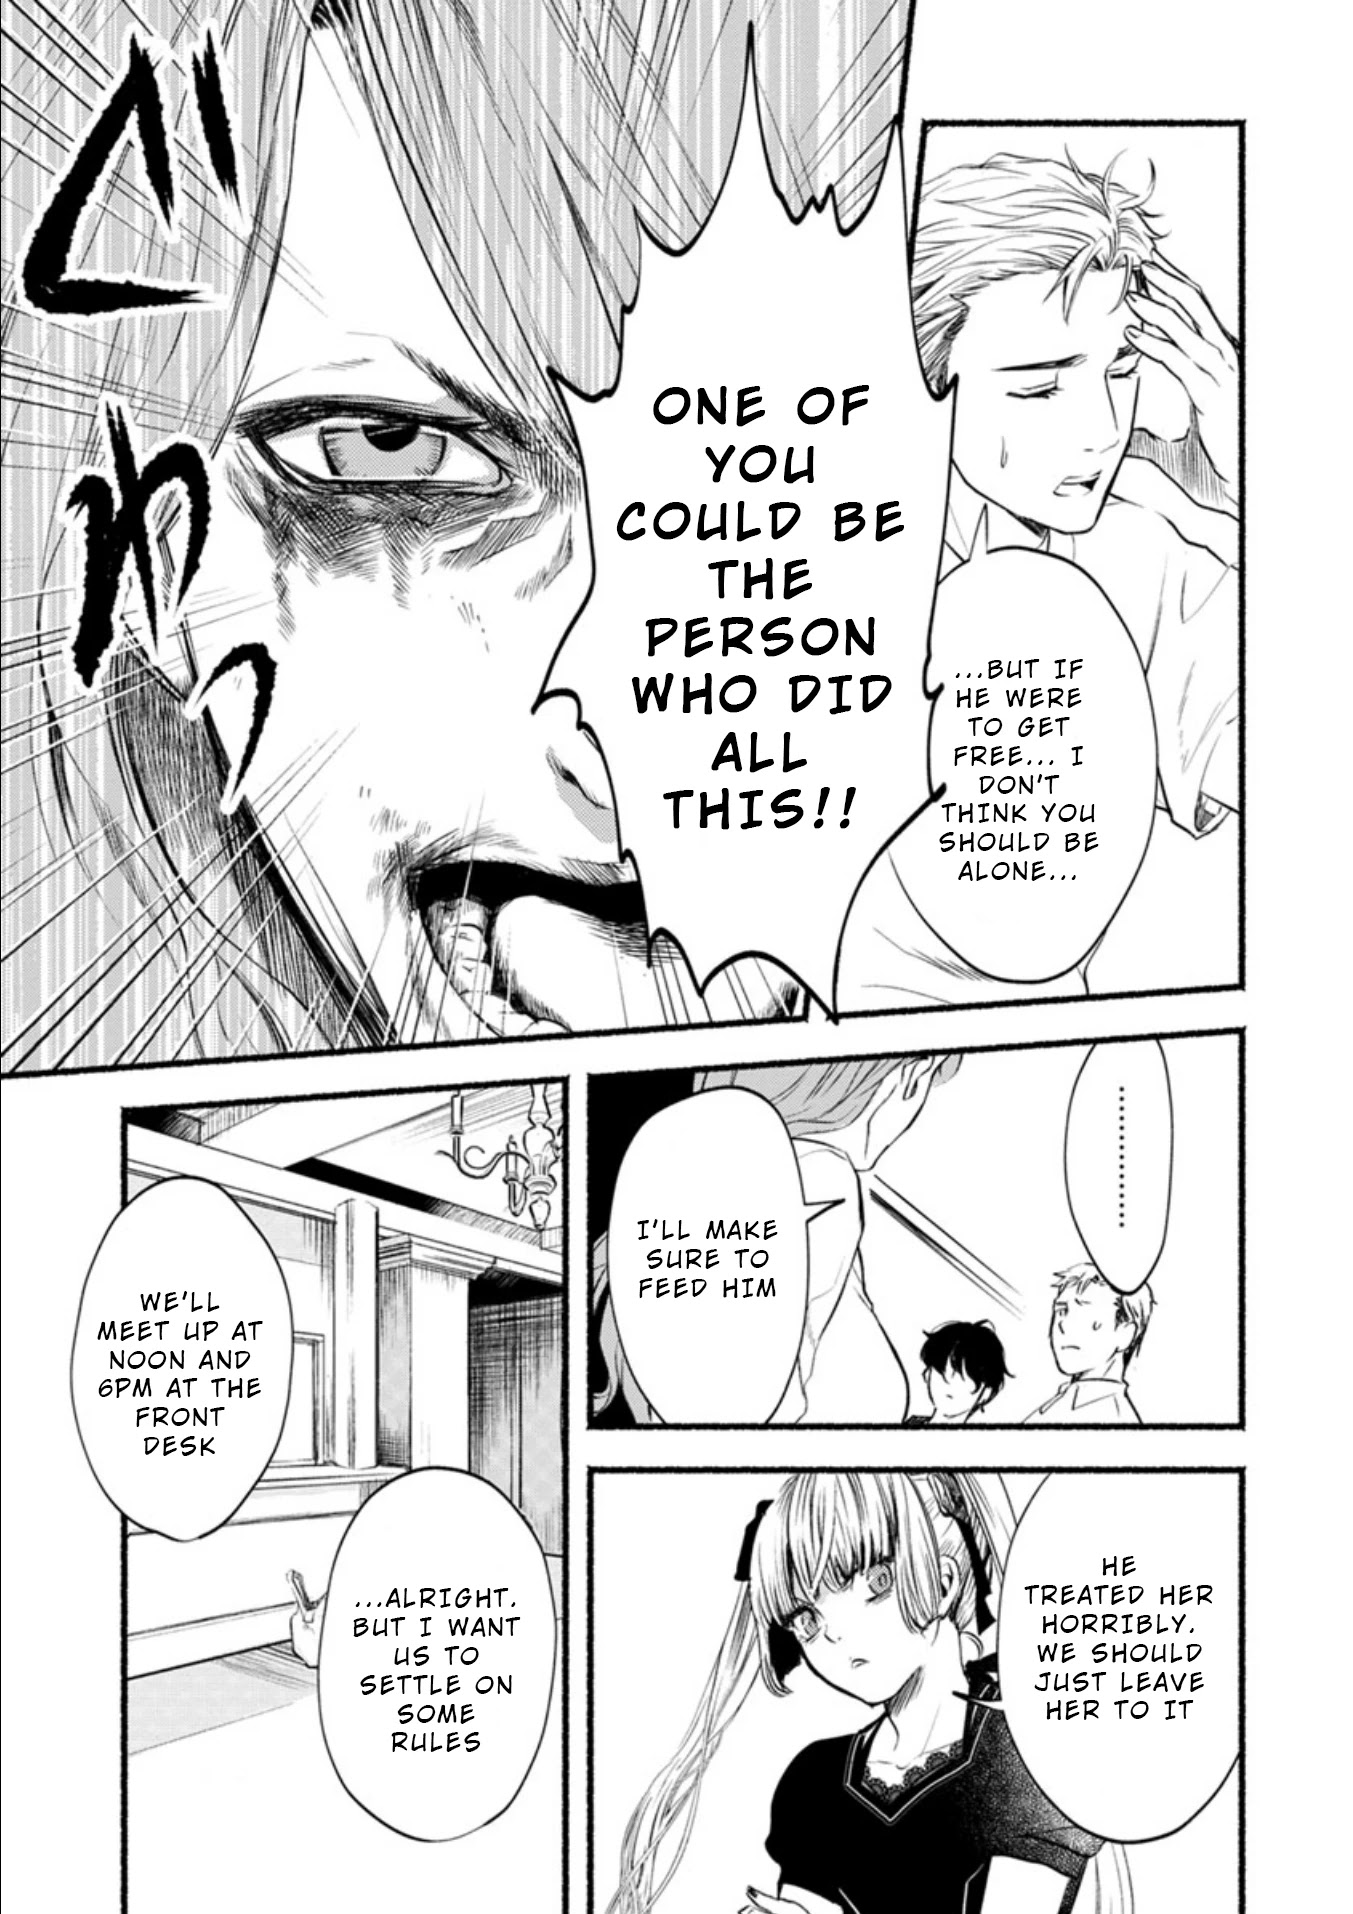 ...BUT IF
HE WERE
TO GET
FREE... I
DON'T
THINK YOU
SHOULD BE
ALONE...
ONE OF
YOU
COULD BE
THE
PERSON
WHO DID
ALL
THIS!!
..............
I'LL MAKE
SURE TO
FEED HIM
HE
TREATED HER
HORRIBLY.
WE SHOULD
JUST LEAVE
HER TO IT
WE'LL
MEET UP AT
NOON AND
6PM AT THE
FRONT
DESK
...ALRIGHT.
BUT I WANT
US TO
SETTLE ON
SOME
RULES